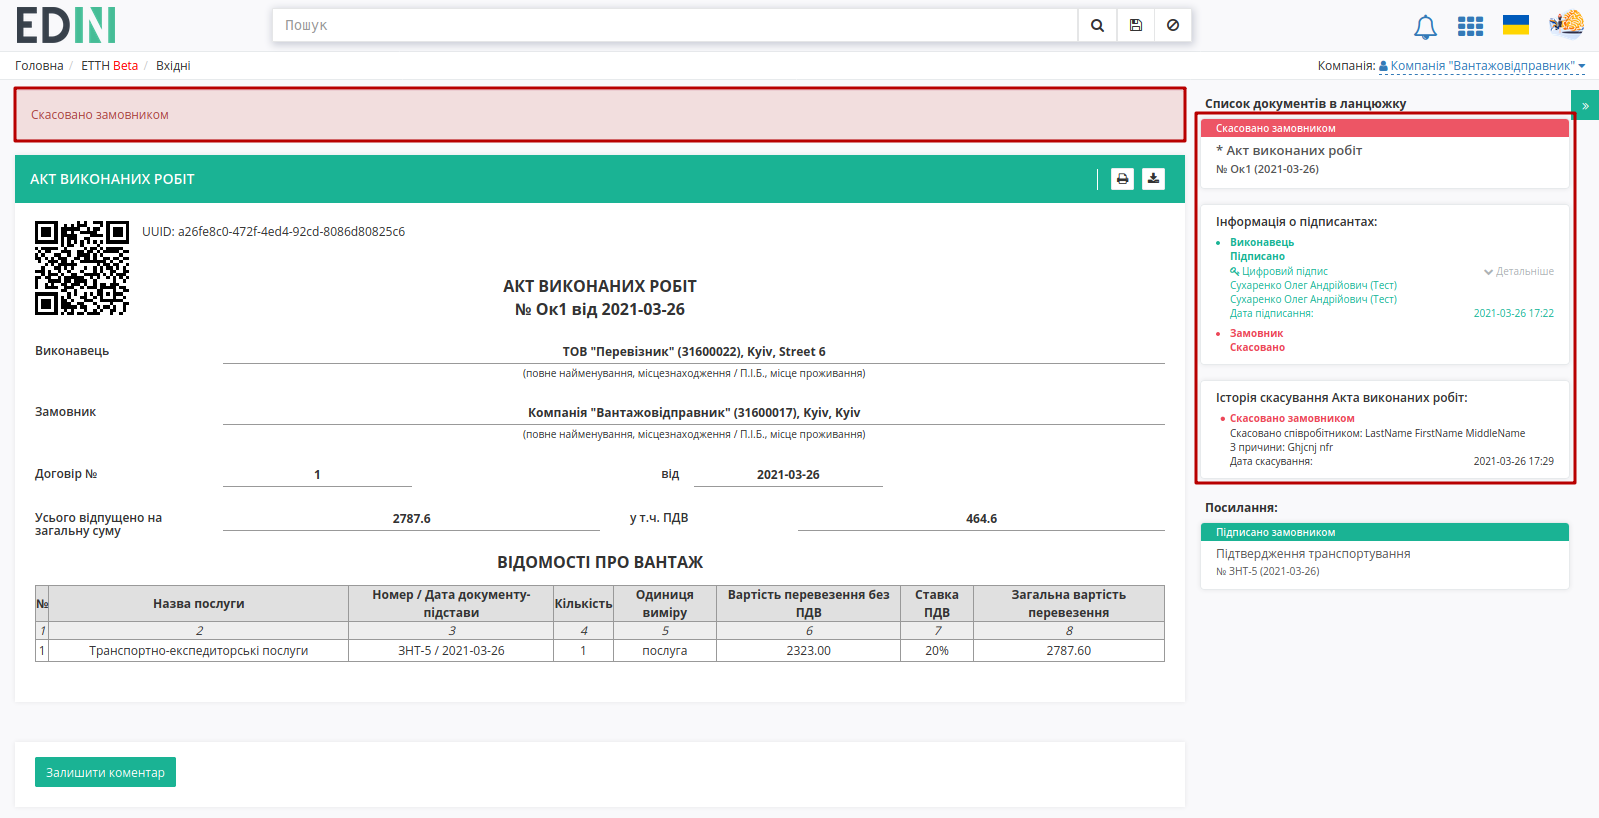 EDIN
Пошук
Головна / ЕТТН Beta / Вхідні
Компанія: Компанія "Вантажовідправник"
Скасовано замовником
АКТ ВИКОНАНИХ РОБІТ
UUID: a26fe8c0-472f-4ed4-92cd-8086d80825c6
АКТ ВИКОНАНИХ РОБІТ
№ Ок1 від 2021-03-26
Виконавець
ТОВ "Перевізник" (31600022), Kyiv, Street 6
(повне найменування, місцезнаходження / П.І.Б., місце проживання)
Замовник
Компанія "Вантажовідправник" (31600017), Kyiv, Kyiv
(повне найменування, місцезнаходження / П.І.Б., місце проживання)
Договір № 1 від 2021-03-26
Усього відпущено на
загальну суму
2787.6 у т.ч. ПДВ 464.6
ВІДОМОСТІ ПРО ВАНТАЖ
№ Назва послуги Номер / Дата документу-підстави Кількість Одиниця виміру Вартість перевезення без ПДВ Ставка ПДВ Загальна вартість перевезення
1 2 3 4 5 6 7 8
1 Транспортно-експедиторські послуги ЗНТ-5 / 2021-03-26 1 послуга 2323.00 20% 2787.60
Залишити коментар
Список документів в ланцюжку
»
Скасовано замовником
* Акт виконаних робіт
№ Ок1 (2021-03-26)
Інформація о підписантах:
Виконавець
Підписано
Цифровий підпис Детальніше
Сухаренко Олег Андрійович (Тест)
Сухаренко Олег Андрійович (Тест)
Дата підписання: 2021-03-26 17:22
Замовник
Скасовано
Історія скасування Акта виконаних робіт:
Скасовано замовником
Скасовано співробітником: LastName FirstName MiddleName
З причини: Ghjcnj nfr
Дата скасування: 2021-03-26 17:29
Посилання:
Підписано замовником
Підтвердження транспортування
№ ЗНТ-5 (2021-03-26)